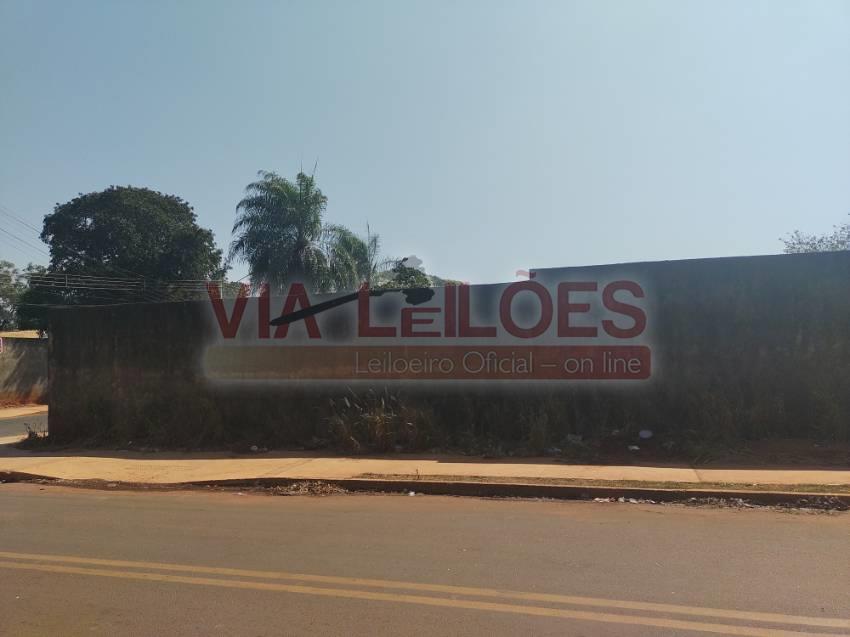 VIA LEILÕES
Leiloeiro Oficial – on line